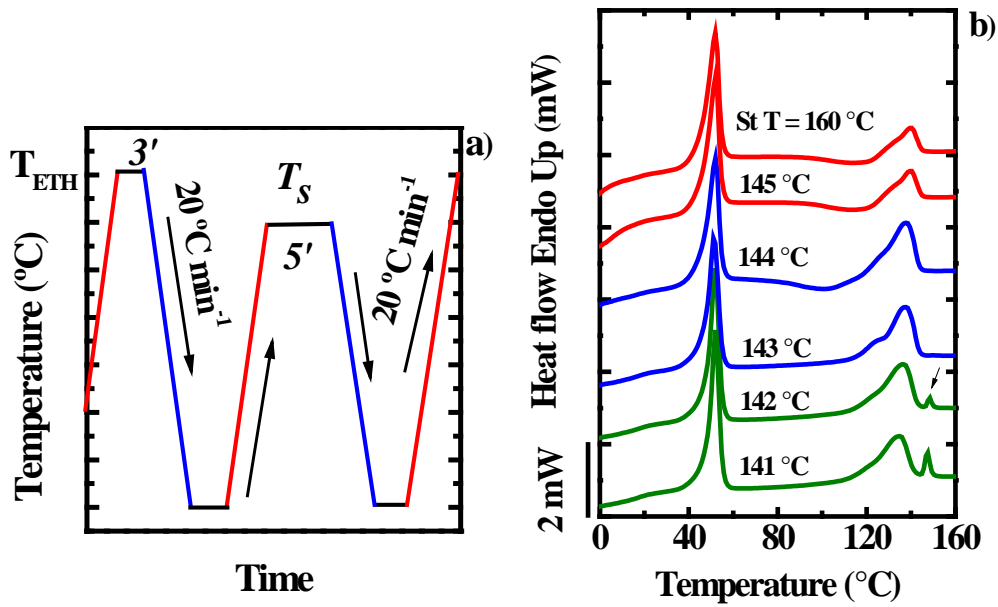 a)
T_ETH
3'
20 °C min⁻¹
T_S
5'
20 °C min⁻¹
Temperature (ºC)
Time
b)
Heat flow Endo Up (mW)
St T = 160 °C
145 °C
144 °C
143 °C
142 °C
141 °C
2 mW
0 40 80 120 160
Temperature (°C)